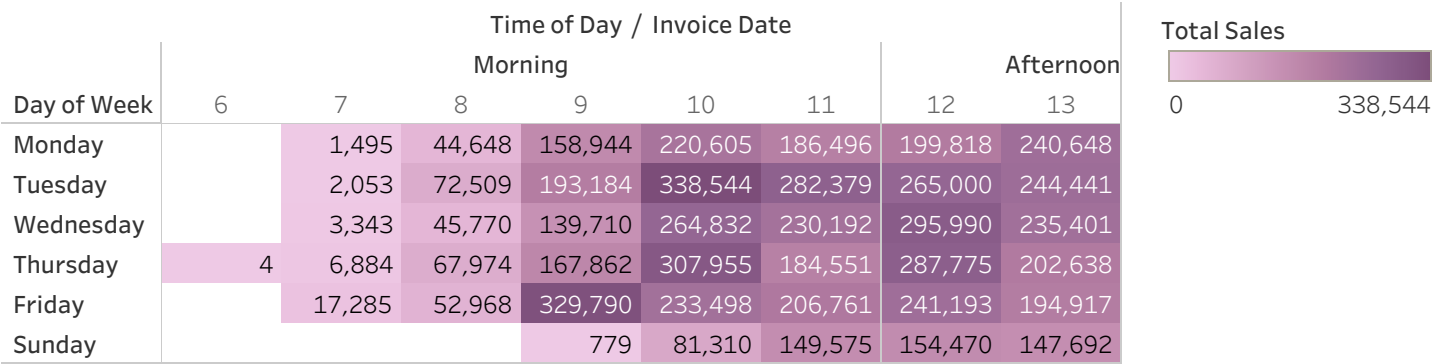 Time of Day / Invoice Date
Total Sales
Morning Afternoon
Day of Week 6 7 8 9 10 11 12 13
0 338,544
Monday 1,495 44,648 158,944 220,605 186,496 199,818 240,648
Tuesday 2,053 72,509 193,184 338,544 282,379 265,000 244,441
Wednesday 3,343 45,770 139,710 264,832 230,192 295,990 235,401
Thursday 4 6,884 67,974 167,862 307,955 184,551 287,775 202,638
Friday 17,285 52,968 329,790 233,498 206,761 241,193 194,917
Sunday 779 81,310 149,575 154,470 147,692